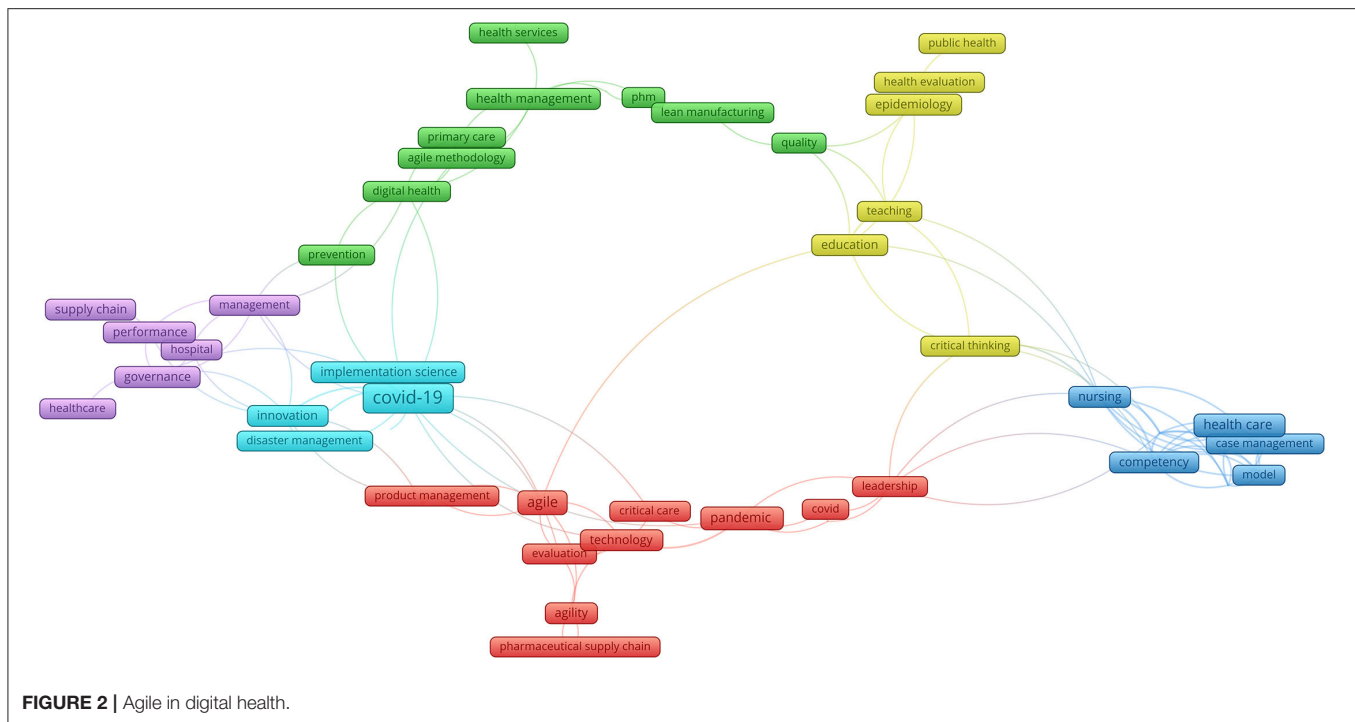 health services
public health
health evaluation
health management
phm
epidemiology
lean manufacturing
primary care
quality
agile methodology
digital health
teaching
education
prevention
management
supply chain
performance
hospital
critical thinking
implementation science
governance
covid-19
nursing
healthcare
innovation
health care
disaster management
case management
competency
model
leadership
product management
agile
critical care
covid
pandemic
technology
evaluation
agility
pharmaceutical supply chain
FIGURE 2 | Agile in digital health.